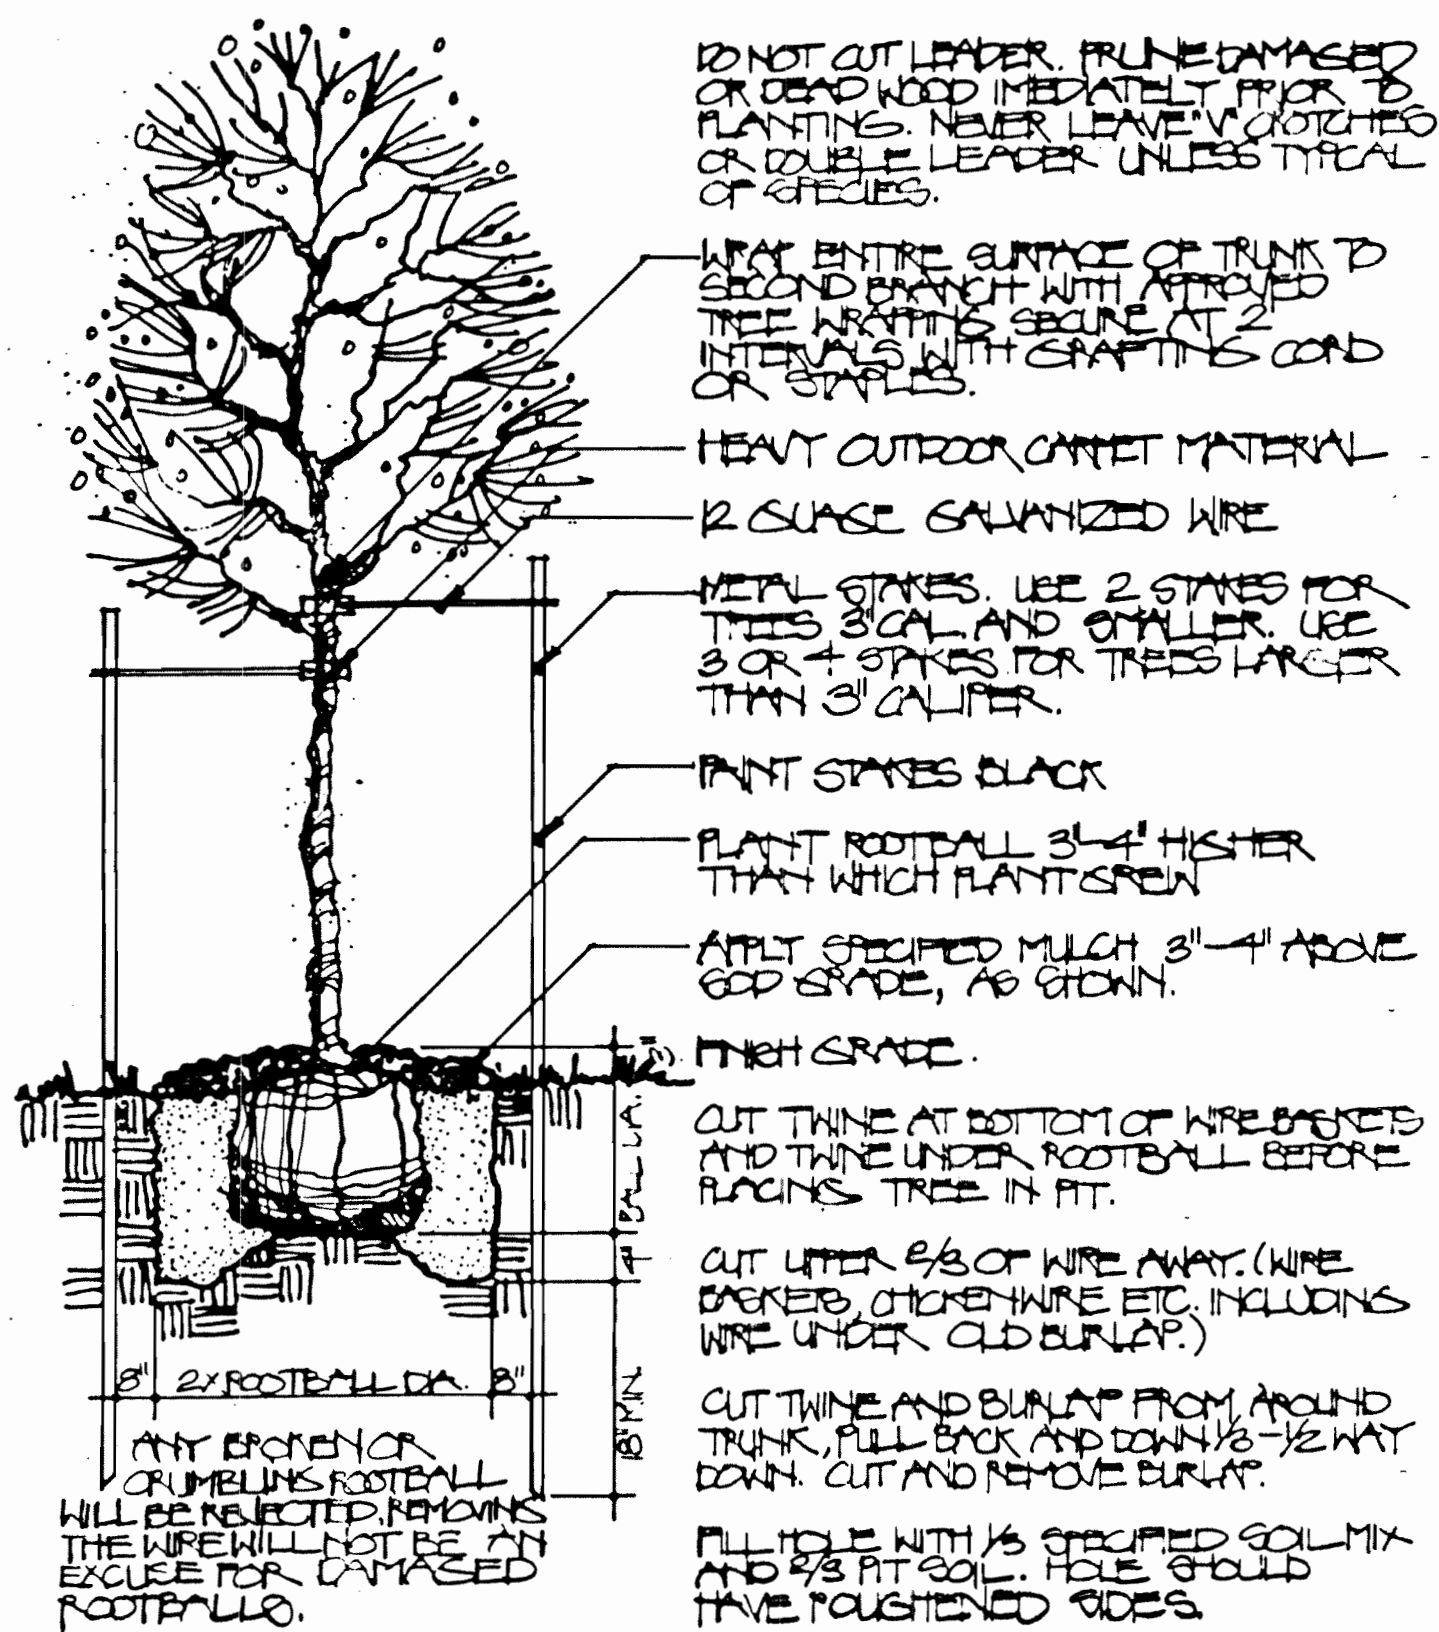 DO NOT CUT LEADER. PRUNE DAMAGED
OR DEAD WOOD IMEDIATELY PRIOR TO
PLANTING. NEVER LEAVE "V" CROTCHES
OR DOUBLE LEADER UNLESS TYPICAL
OF SPECIES.
WRAP ENTIRE SURFACE OF TRUNK TO
SECOND BRANCH WITH APPROVED
TREE WRAPPING SECURE AT 2'
INTERVALS WITH GRAFTING CORD
OR STAPLES.
HEAVY OUTDOOR CARPET MATERIAL
12 GUAGE GALVANIZED WIRE
METAL STAKES. USE 2 STAKES FOR
TREES 3" CAL. AND SMALLER. USE
3 OR 4 STAKES FOR TREES LARGER
THAN 3" CALIPER.
PAINT STAKES BLACK
PLANT ROOTBALL 3"-4" HIGHER
THAN WHICH PLANT GREW
APPLY SPECIFIED MULCH 3"-4" ABOVE
SOD GRADE, AS SHOWN.
3"
FINISH GRADE.
CUT TWINE AT BOTTOM OF WIRE BASKETS
AND TWINE UNDER ROOTBALL BEFORE
PLACING TREE IN PIT.
BALL VA.
4"
CUT UPPER 2/3 OF WIRE AWAY. (WIRE
BASKETS, CHICKENWIRE ETC. INCLUDING
WIRE UNDER OLD BURLAP.)
8"
2X ROOTBALL DIA.
8"
18" MIN.
CUT TWINE AND BURLAP FROM AROUND
TRUNK, PULL BACK AND DOWN 1/3-1/2 WAY
DOWN. CUT AND REMOVE BURLAP.
ANY BROKEN OR
CRUMBLING ROOTBALL
WILL BE REJECTED. REMOVING
THE WIRE WILL NOT BE AN
EXCUSE FOR DAMAGED
ROOTBALLS.
FILL HOLE WITH 1/3 SPECIFIED SOIL MIX
AND 2/3 PIT SOIL. HOLE SHOULD
HAVE ROUGHENED SIDES.